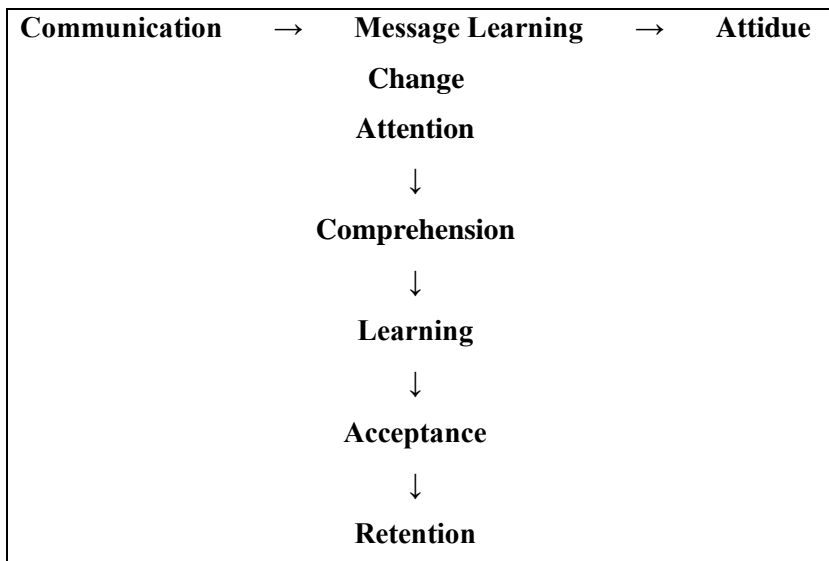 Communication → Message Learning → Attidue
Change
Attention
↓
Comprehension
↓
Learning
↓
Acceptance
↓
Retention